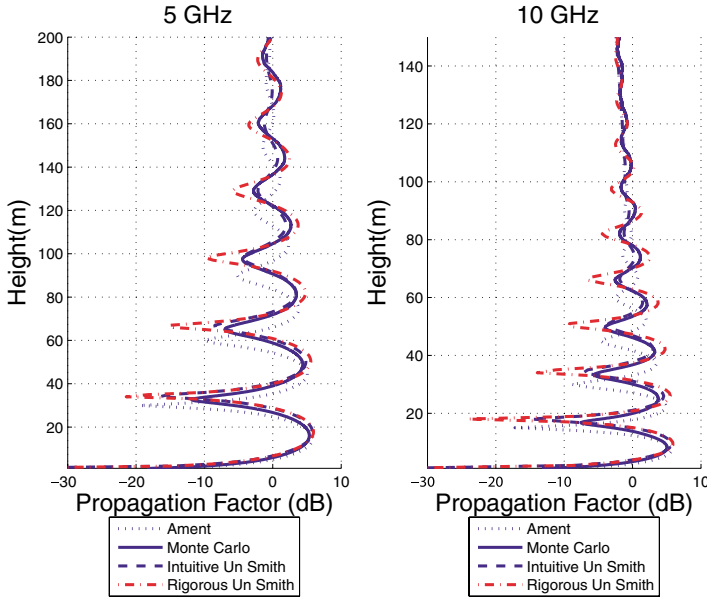 5 GHz
10 GHz
200
180
160
140
120
100
80
60
40
20
Height(m)
−30
−20
−10
0
10
Propagation Factor (dB)
140
120
100
80
60
40
20
Height(m)
−30
−20
−10
0
10
Propagation Factor (dB)
Ament
Monte Carlo
Intuitive Un Smith
Rigorous Un Smith
Ament
Monte Carlo
Intuitive Un Smith
Rigorous Un Smith